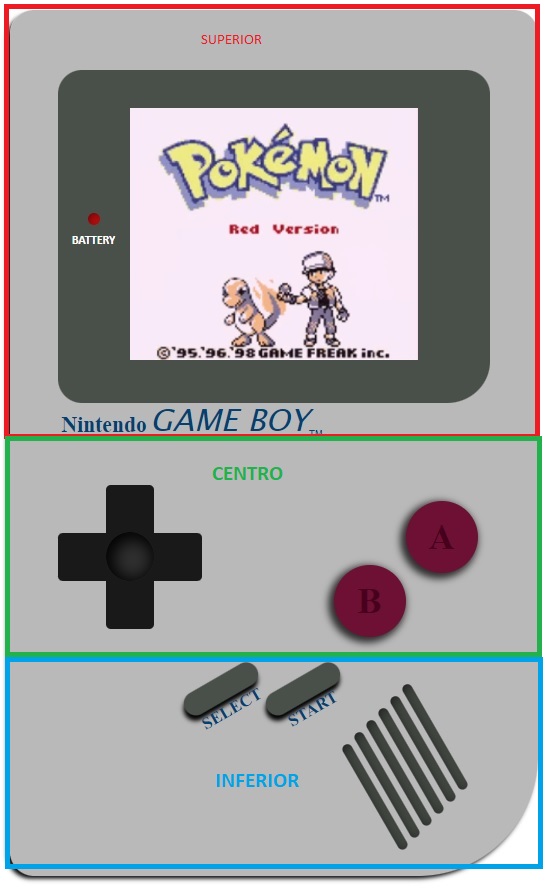 SUPERIOR
POKéMON
TM
Red Version
BATTERY
©'95.'96.'98 GAME FREAK inc.
Nintendo GAME BOY TM
CENTRO
A
B
SELECT
START
INFERIOR